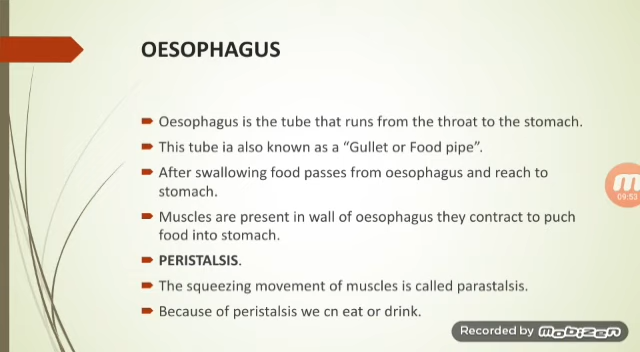 OESOPHAGUS
Oesophagus is the tube that runs from the throat to the stomach.
This tube ia also known as a “Gullet or Food pipe”.
After swallowing food passes from oesophagus and reach to
stomach.
Muscles are present in wall of oesophagus they contract to puch
food into stomach.
PERISTALSIS.
The squeezing movement of muscles is called parastalsis.
Because of peristalsis we cn eat or drink.
09:53
Recorded by mobizen